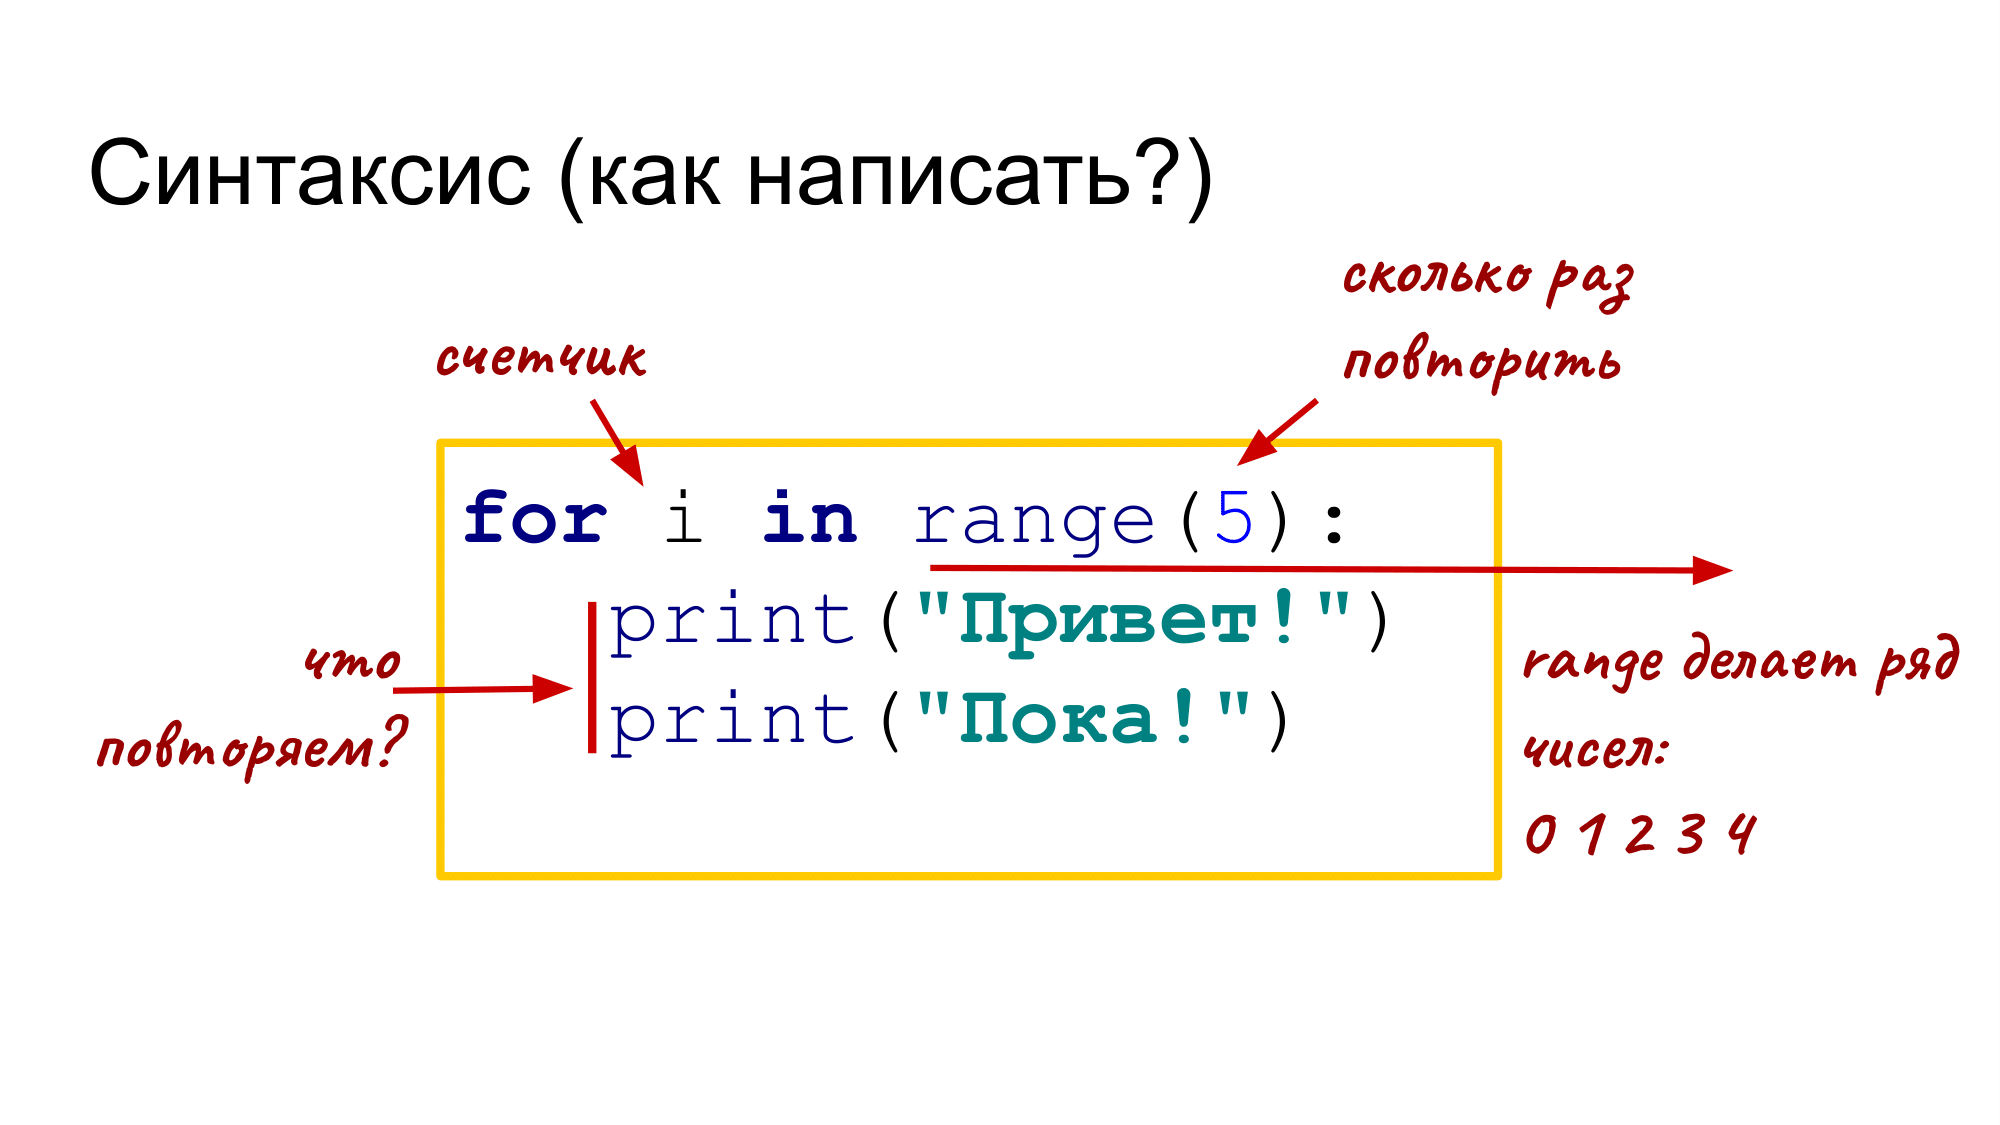 Синтаксис (как написать?)
сколько раз
повторить
счетчик
for i in range(5):
print("Привет!")
print("Пока!")
что
повторяем?
range делает ряд
чисел:
0 1 2 3 4